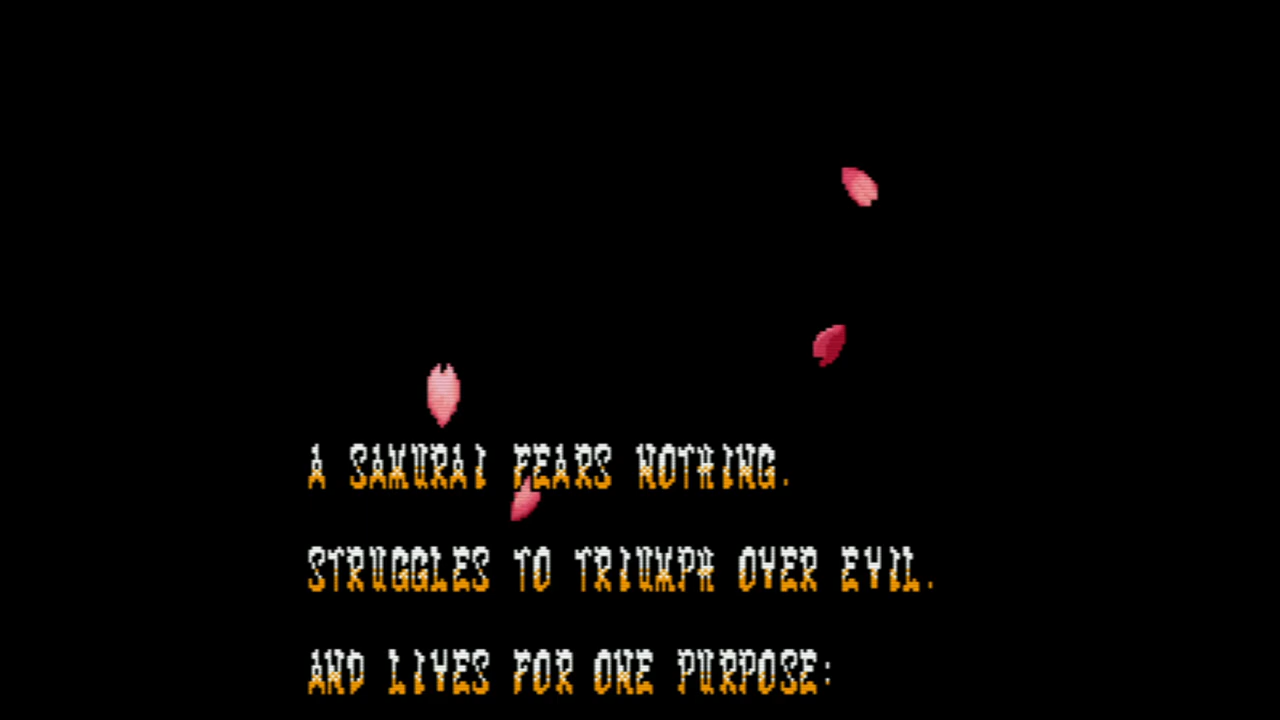 A SAMURAI FEARS NOTHING.
STRUGGLES TO TRIUMPH OVER EVIL.
AND LIVES FOR ONE PURPOSE: